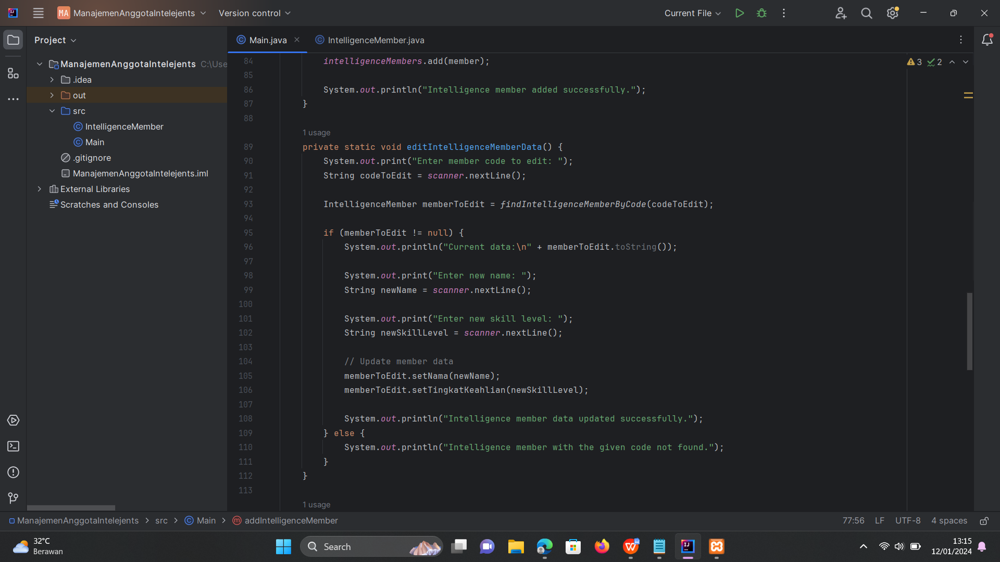 MA ManajemenAnggotaIntelejents Version control Current File
Project
Main.java IntelligenceMember.java
ManajemenAnggotaIntelejents C:\Use
.idea
out
src
IntelligenceMember
Main
.gitignore
ManajemenAnggotaIntelejents.iml
External Libraries
Scratches and Consoles
3 2
84 intelligenceMembers.add(member);
85
86 System.out.println("Intelligence member added successfully.");
87 }
88
1 usage
89 private static void editIntelligenceMemberData() {
90 System.out.print("Enter member code to edit: ");
91 String codeToEdit = scanner.nextLine();
92
93 IntelligenceMember memberToEdit = findIntelligenceMemberByCode(codeToEdit);
94
95 if (memberToEdit != null) {
96 System.out.println("Current data:\n" + memberToEdit.toString());
97
98 System.out.print("Enter new name: ");
99 String newName = scanner.nextLine();
100
101 System.out.print("Enter new skill level: ");
102 String newSkillLevel = scanner.nextLine();
103
104 // Update member data
105 memberToEdit.setNama(newName);
106 memberToEdit.setTingkatKeahlian(newSkillLevel);
107
108 System.out.println("Intelligence member data updated successfully.");
109 } else {
110 System.out.println("Intelligence member with the given code not found.");
111 }
112 }
113
1 usage
ManajemenAnggotaIntelejents > src > Main > addIntelligenceMember 77:56 LF UTF-8 4 spaces
32°C
Berawan
Search
13:15
12/01/2024